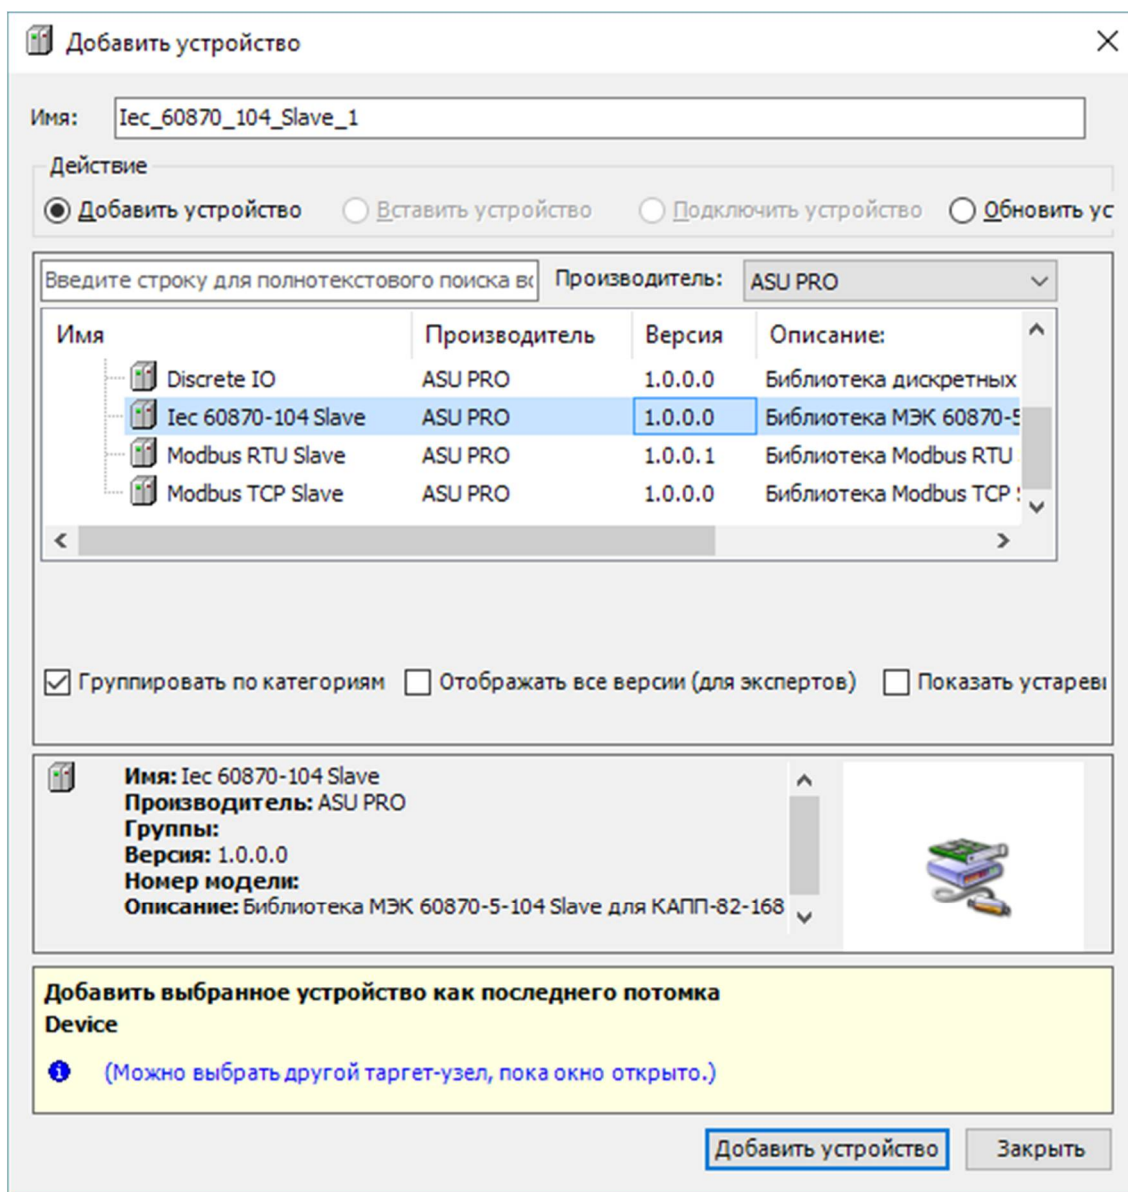 Добавить устройство
Имя: Iec_60870_104_Slave_1
Действие
Добавить устройство Вставить устройство Подключить устройство Обновить ус
Введите строку для полнотекстового поиска вс Производитель: ASU PRO
Имя Производитель Версия Описание:
Discrete IO ASU PRO 1.0.0.0 Библиотека дискретных
Iec 60870-104 Slave ASU PRO 1.0.0.0 Библиотека МЭК 60870-5
Modbus RTU Slave ASU PRO 1.0.0.1 Библиотека Modbus RTU
Modbus TCP Slave ASU PRO 1.0.0.0 Библиотека Modbus TCP
Группировать по категориям Отображать все версии (для экспертов) Показать устарев
Имя: Iec 60870-104 Slave
Производитель: ASU PRO
Группы:
Версия: 1.0.0.0
Номер модели:
Описание: Библиотека МЭК 60870-5-104 Slave для КАПП-82-168
Добавить выбранное устройство как последнего потомка
Device
(Можно выбрать другой таргет-узел, пока окно открыто.)
Добавить устройство Закрыть